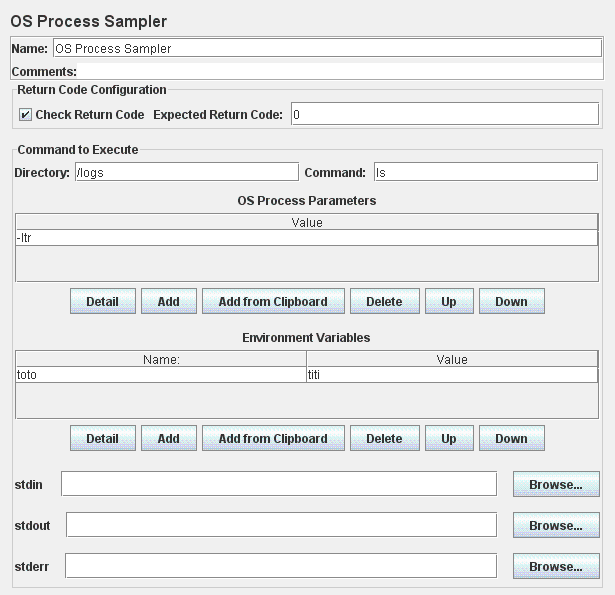 OS Process Sampler
Name: OS Process Sampler
Comments:
Return Code Configuration
Check Return Code Expected Return Code: 0
Command to Execute
Directory: /logs Command: ls
OS Process Parameters
Value
-ltr
Detail Add Add from Clipboard Delete Up Down
Environment Variables
Name: Value
toto titi
Detail Add Add from Clipboard Delete Up Down
stdin Browse...
stdout Browse...
stderr Browse...